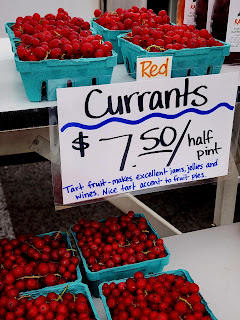 Red
Currants
$7.50/half
pint
Tart fruit-makes excellent jams, jellies and
wines. Nice tart accent to fruit pies.